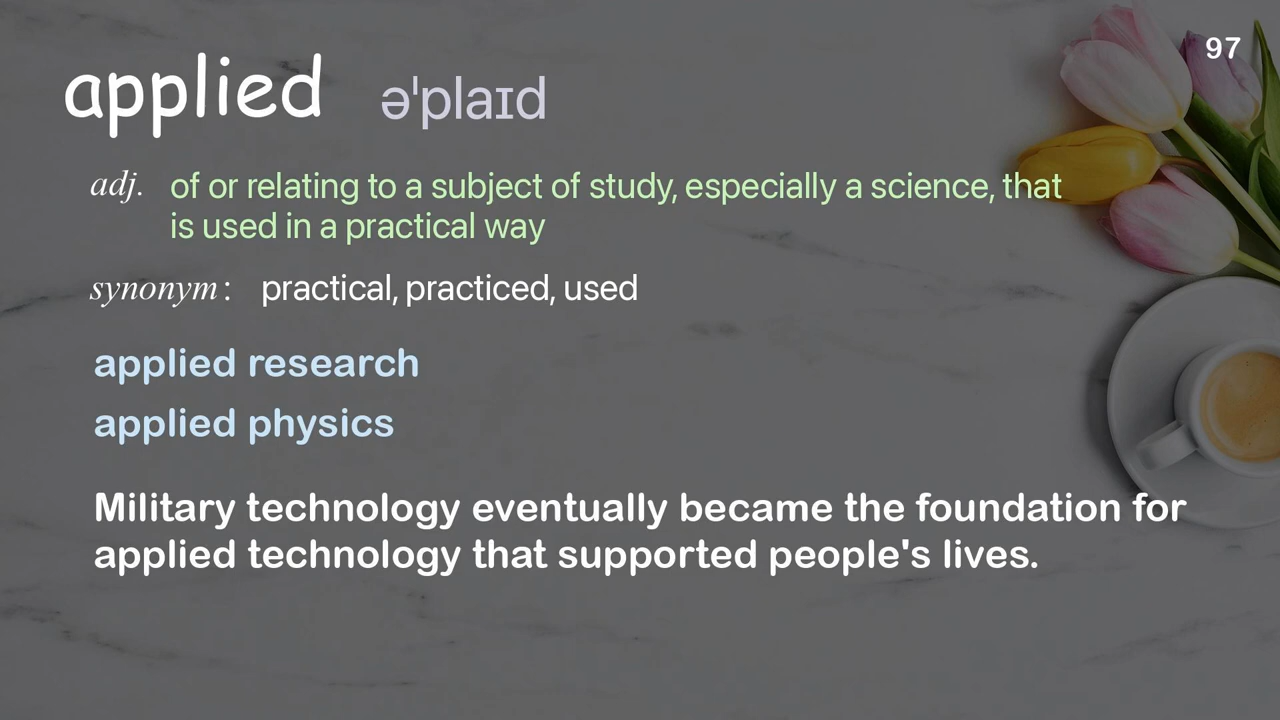 97
applied əˈplaɪd
adj. of or relating to a subject of study, especially a science, that
is used in a practical way
synonym : practical, practiced, used
applied research
applied physics
Military technology eventually became the foundation for
applied technology that supported people's lives.